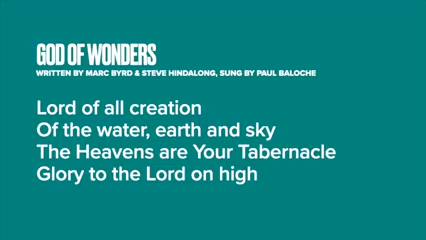 GOD OF WONDERS
WRITTEN BY MARC BYRD & STEVE HINDALONG, SUNG BY PAUL BALOCHE
Lord of all creation
Of the water, earth and sky
The Heavens are Your Tabernacle
Glory to the Lord on high